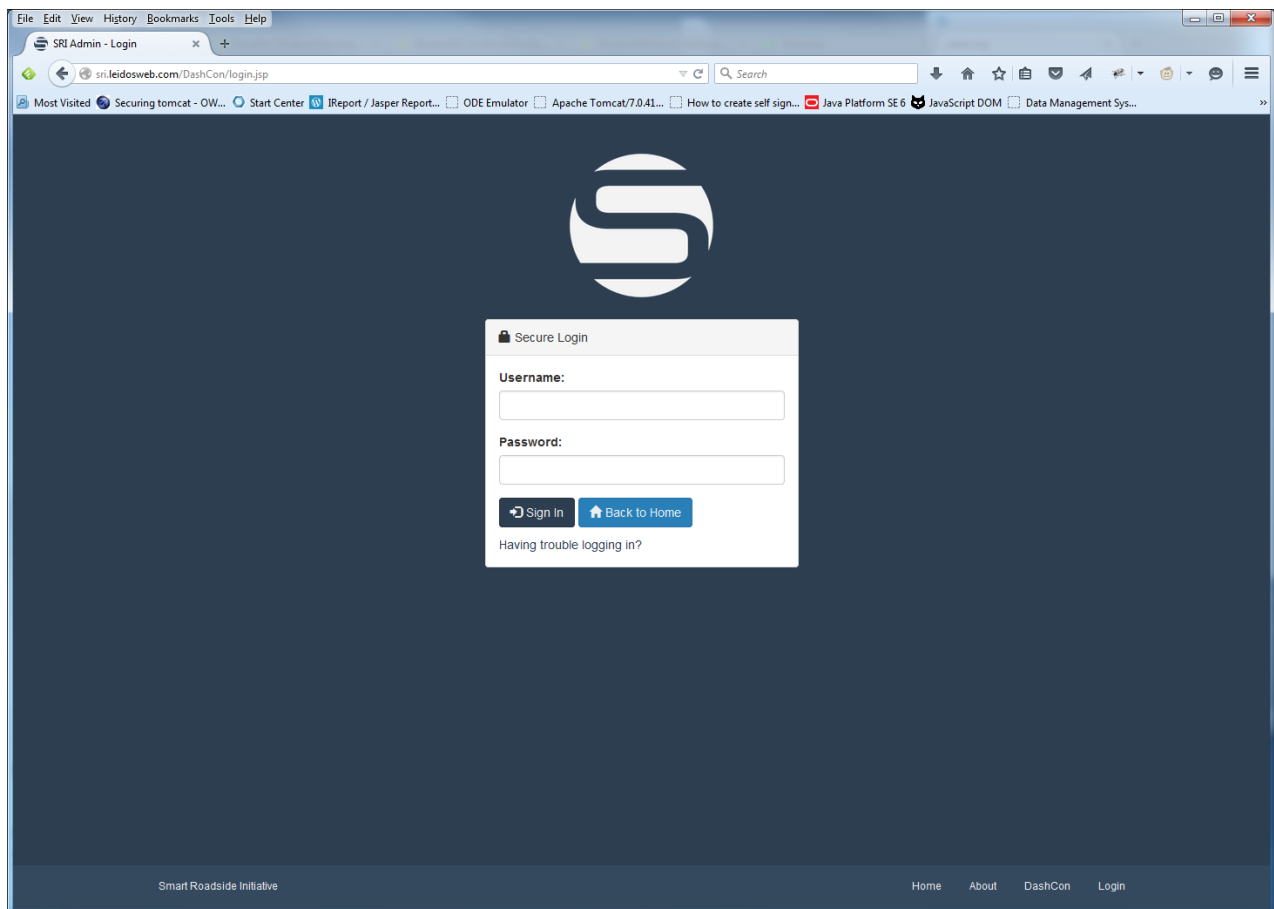 File Edit View History Bookmarks Tools Help
SRI Admin - Login
sri.leidosweb.com/DashCon/login.jsp
Search
Most Visited Securing tomcat - OW... Start Center IReport / Jasper Report... ODE Emulator Apache Tomcat/7.0.41... How to create self sign... Java Platform SE 6 JavaScript DOM Data Management Sys...
Secure Login
Username:
Password:
Sign In Back to Home
Having trouble logging in?
Smart Roadside Initiative Home About DashCon Login